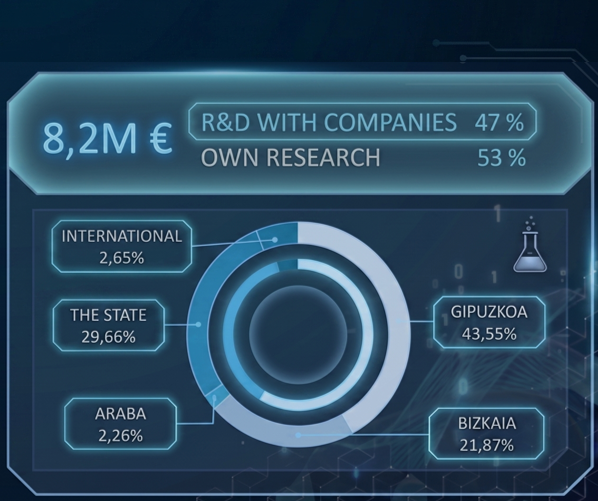 8,2M €
R&D WITH COMPANIES 47 %
OWN RESEARCH 53 %
INTERNATIONAL
2,65%
THE STATE
29,66%
ARABA
2,26%
GIPUZKOA
43,55%
BIZKAIA
21,87%